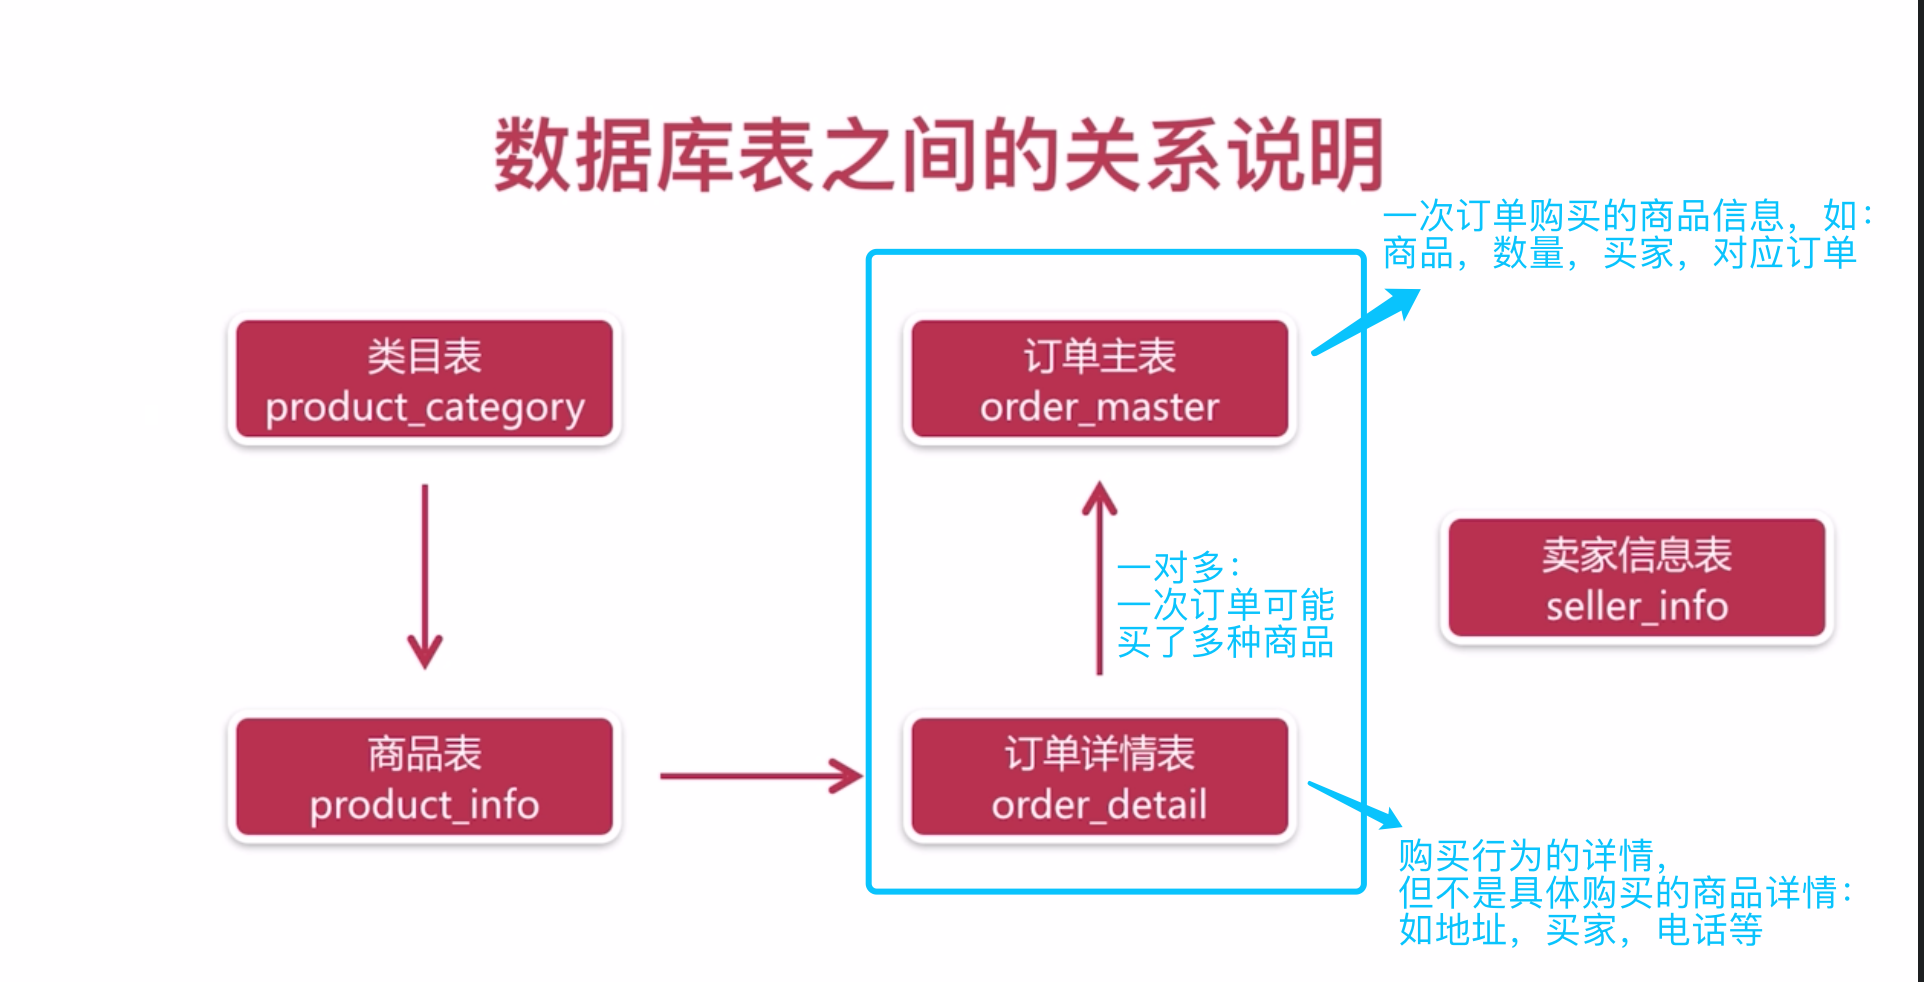 数据库表之间的关系说明
一次订单购买的商品信息，如：
商品，数量，买家，对应订单
类目表
product_category
订单主表
order_master
一对多：
一次订单可能
买了多种商品
卖家信息表
seller_info
商品表
product_info
订单详情表
order_detail
购买行为的详情，
但不是具体购买的商品详情：
如地址，买家，电话等